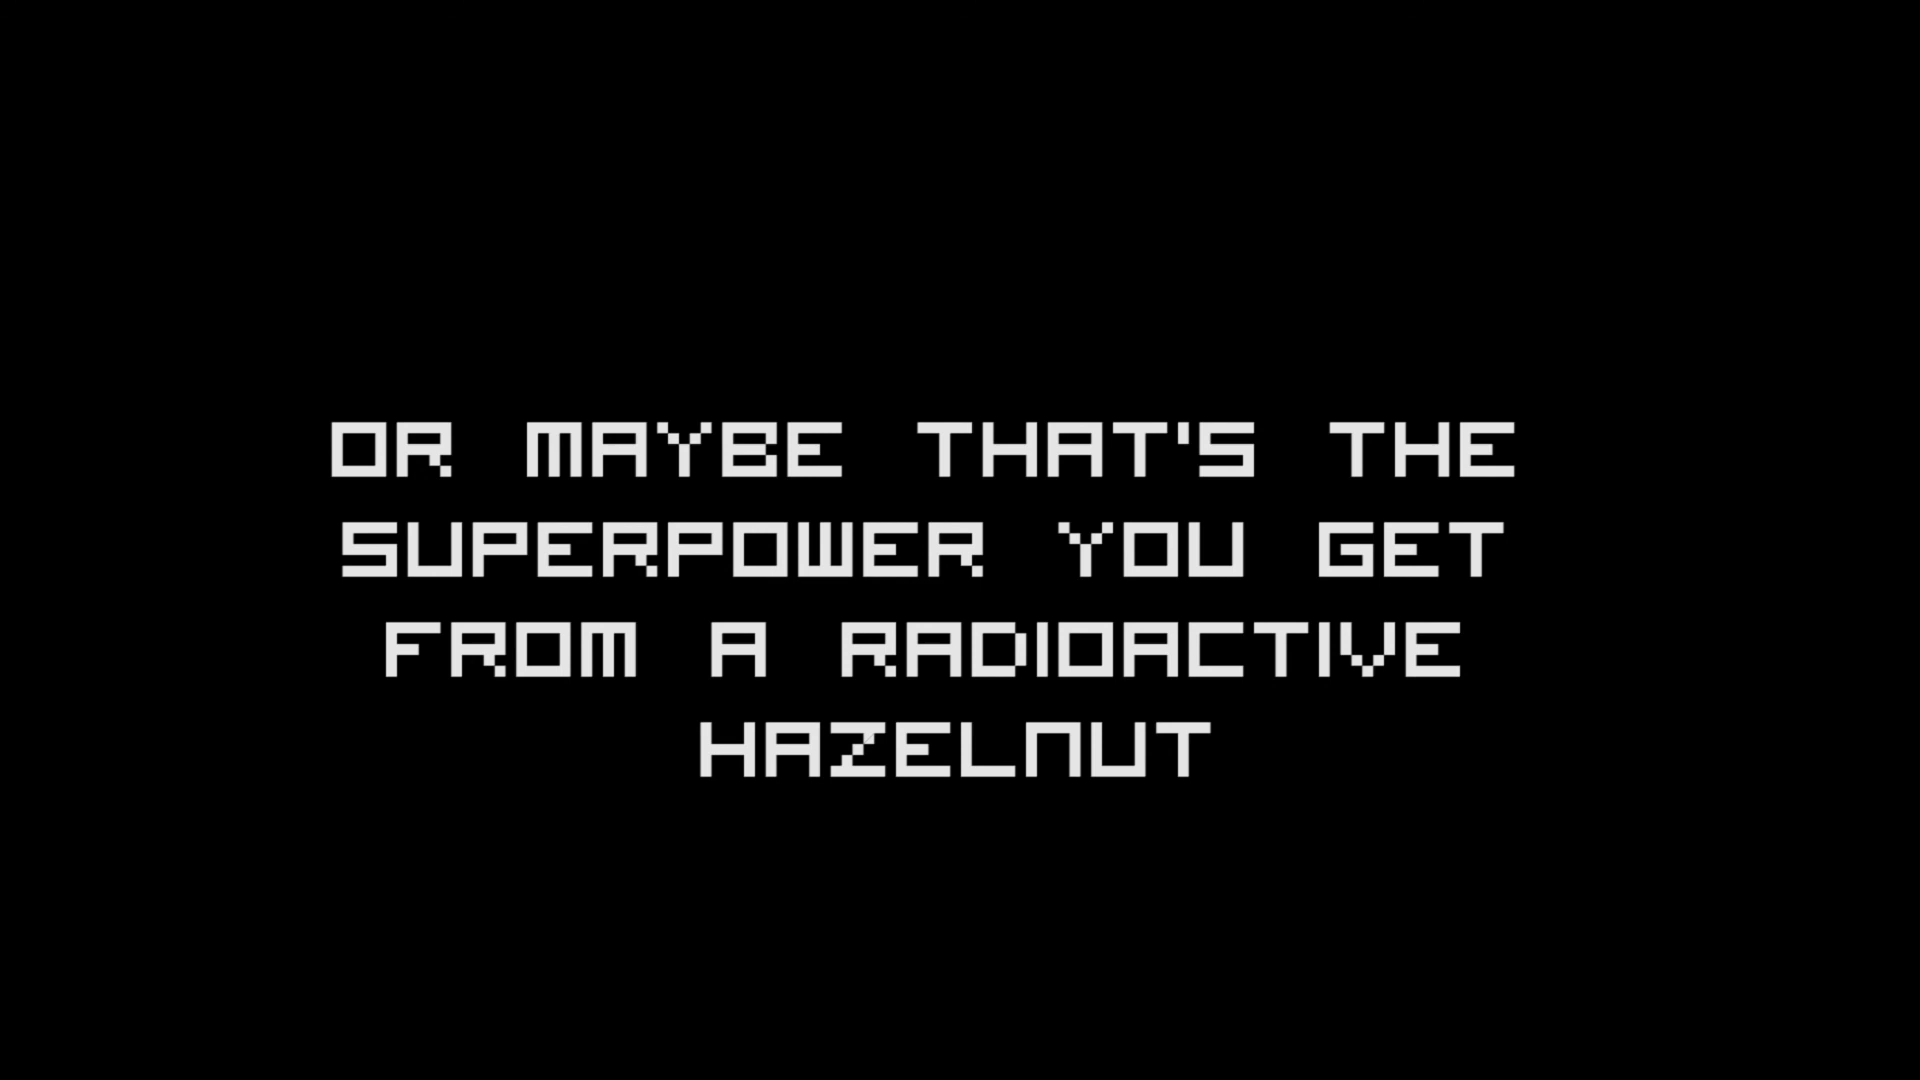 OR MAYBE THAT'S THE
SUPERPOWER YOU GET
FROM A RADIOACTIVE
HAZELNUT